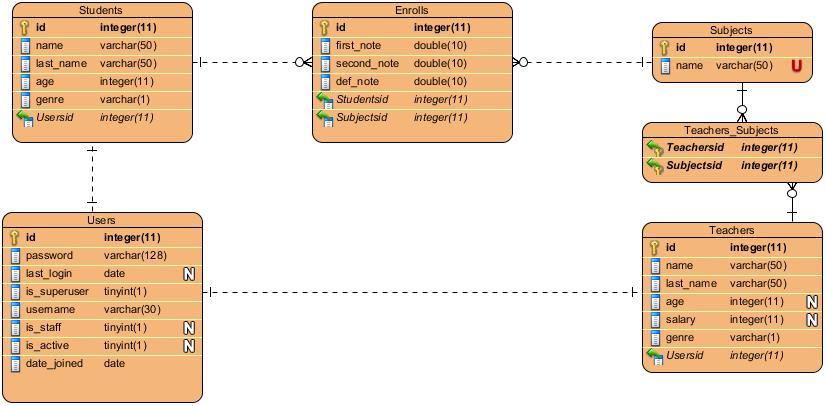 Students
id integer(11)
name varchar(50)
last_name varchar(50)
age integer(11)
genre varchar(1)
Usersid integer(11)
Enrolls
id integer(11)
first_note double(10)
second_note double(10)
def_note double(10)
Studentsid integer(11)
Subjectsid integer(11)
Subjects
id integer(11)
name varchar(50) U
Teachers_Subjects
Teachersid integer(11)
Subjectsid integer(11)
Users
id integer(11)
password varchar(128)
last_login date N
is_superuser tinyint(1)
username varchar(30)
is_staff tinyint(1) N
is_active tinyint(1) N
date_joined date
Teachers
id integer(11)
name varchar(50)
last_name varchar(50)
age integer(11) N
salary integer(11) N
genre varchar(1)
Usersid integer(11)